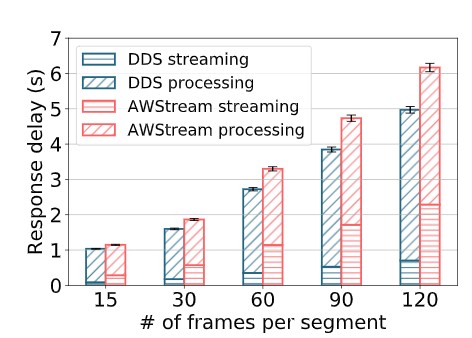 7
6
5
4
3
2
1
0
Response delay (s)
DDS streaming
DDS processing
AWStream streaming
AWStream processing
15 30 60 90 120
# of frames per segment